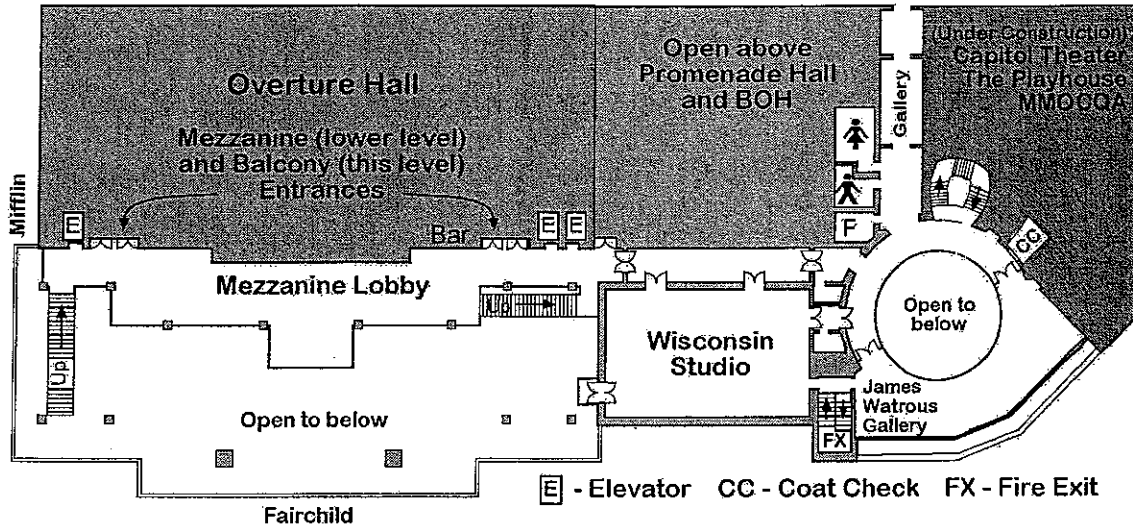 Overture Hall
Mezzanine (lower level)
and Balcony (this level)
Entrances
Open above
Promenade Hall
and BOH
Gallery
(Under Construction)
Capitol Theater
The Playhouse
MMOCQA
Mifflin
E
Bar
E
E
F
CC
Mezzanine Lobby
Up
Up
Open to
below
Wisconsin
Studio
James
Watrous
Gallery
Open to below
FX
E - Elevator CC - Coat Check FX - Fire Exit
Fairchild